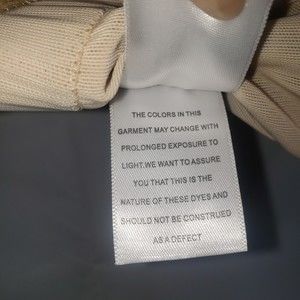 THE COLORS IN THIS
GARMENT MAY CHANGE WITH
PROLONGED EXPOSURE TO
LIGHT.WE WANT TO ASSURE
YOU THAT THIS IS THE
NATURE OF THESE DYES AND
SHOULD NOT BE CONSTRUED
AS A DEFECT